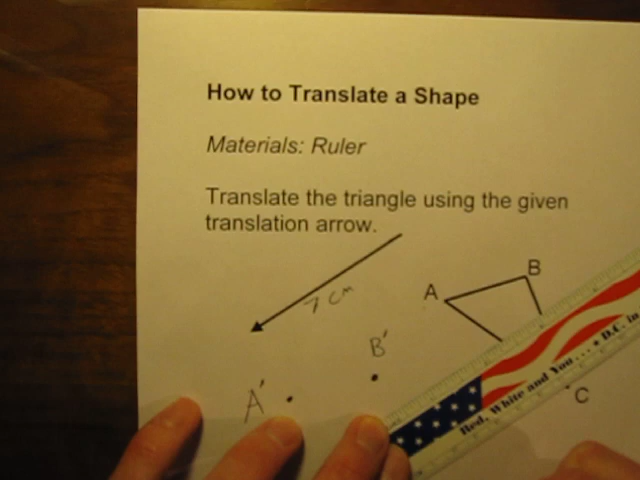 How to Translate a Shape
Materials: Ruler
Translate the triangle using the given
translation arrow.
7 cm
A
B
B'
A'
C
Red, White and You... • D.C. in